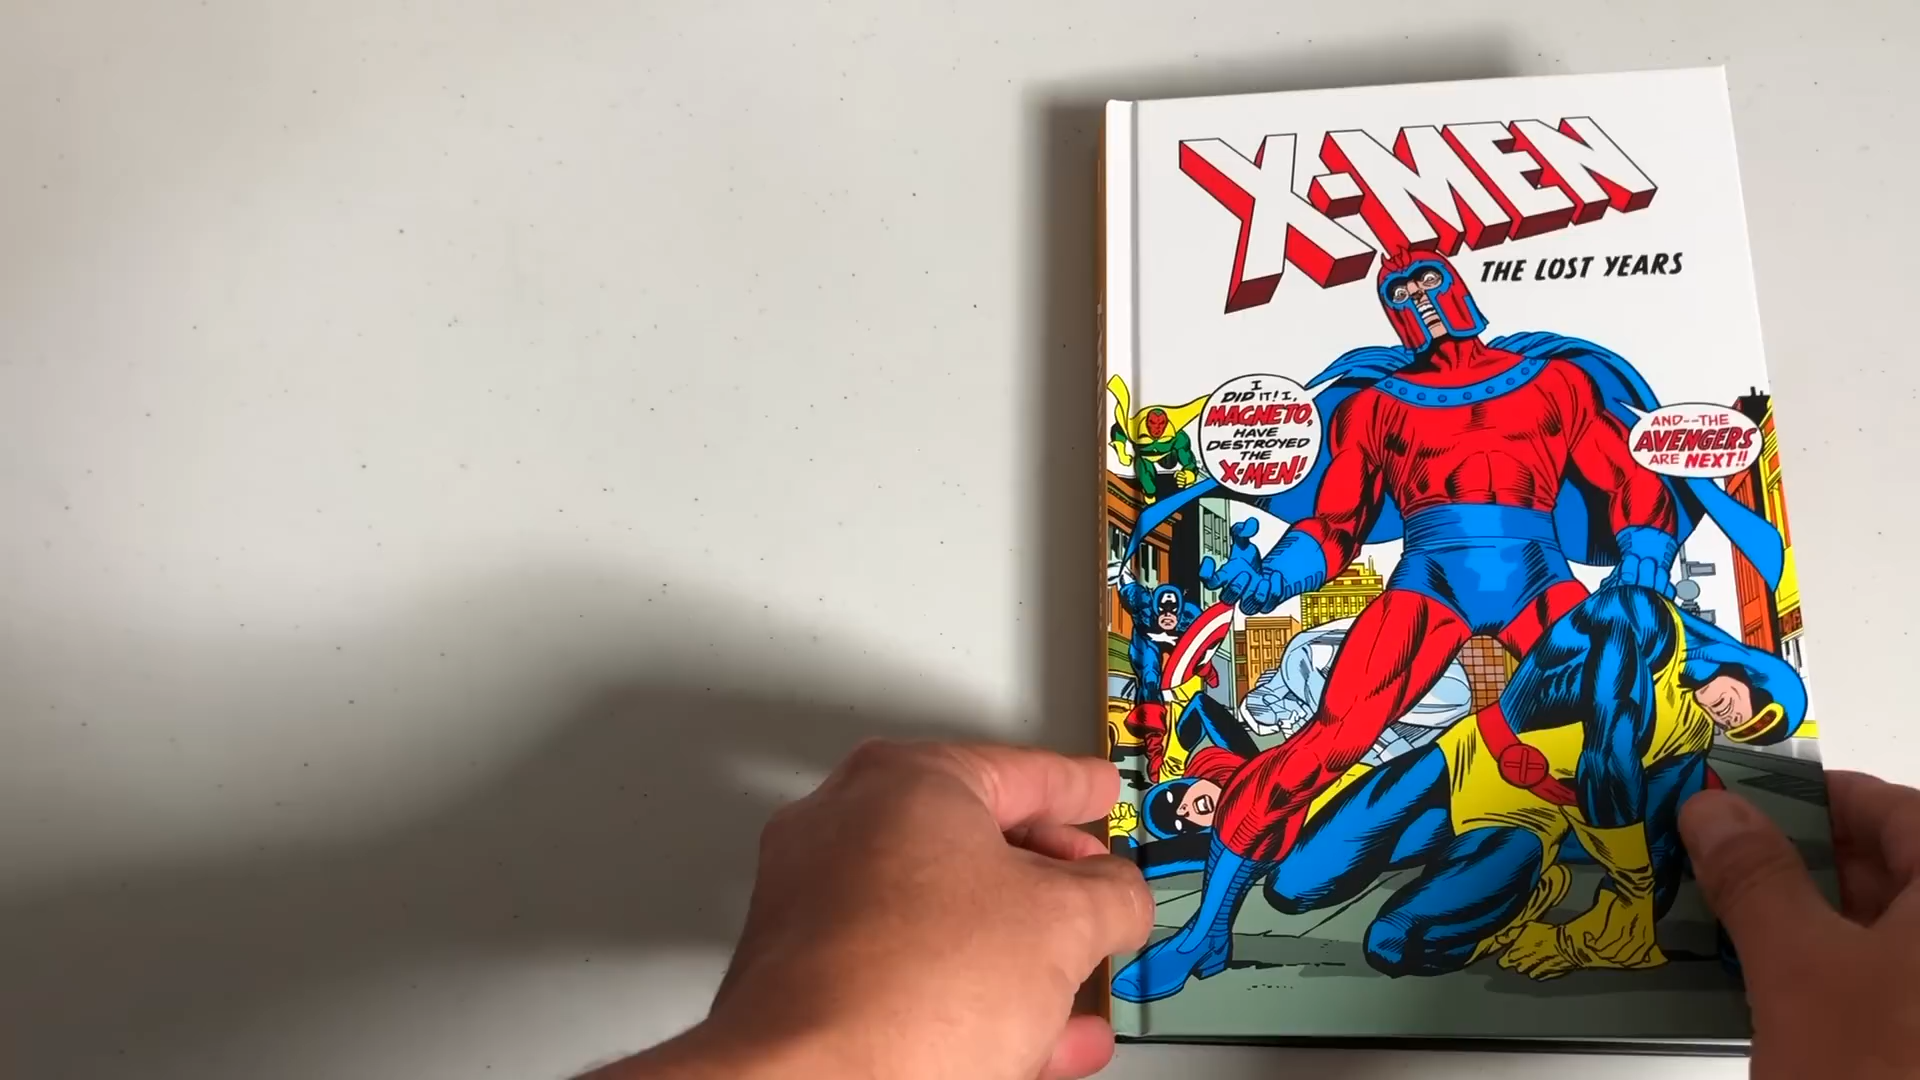 X-MEN
THE LOST YEARS
I
DID IT! I,
MAGNETO,
HAVE
DESTROYED
THE
X-MEN!
AND--THE
AVENGERS
ARE NEXT!!